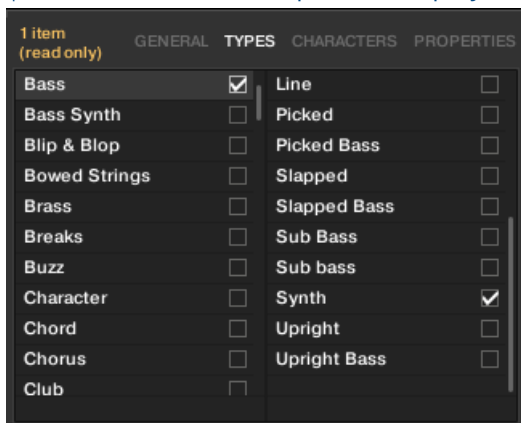 1 item
(read only)
GENERAL TYPES CHARACTERS PROPERTIES
Bass
Bass Synth
Blip & Blop
Bowed Strings
Brass
Breaks
Buzz
Character
Chord
Chorus
Club
Line
Picked
Picked Bass
Slapped
Slapped Bass
Sub Bass
Sub bass
Synth
Upright
Upright Bass